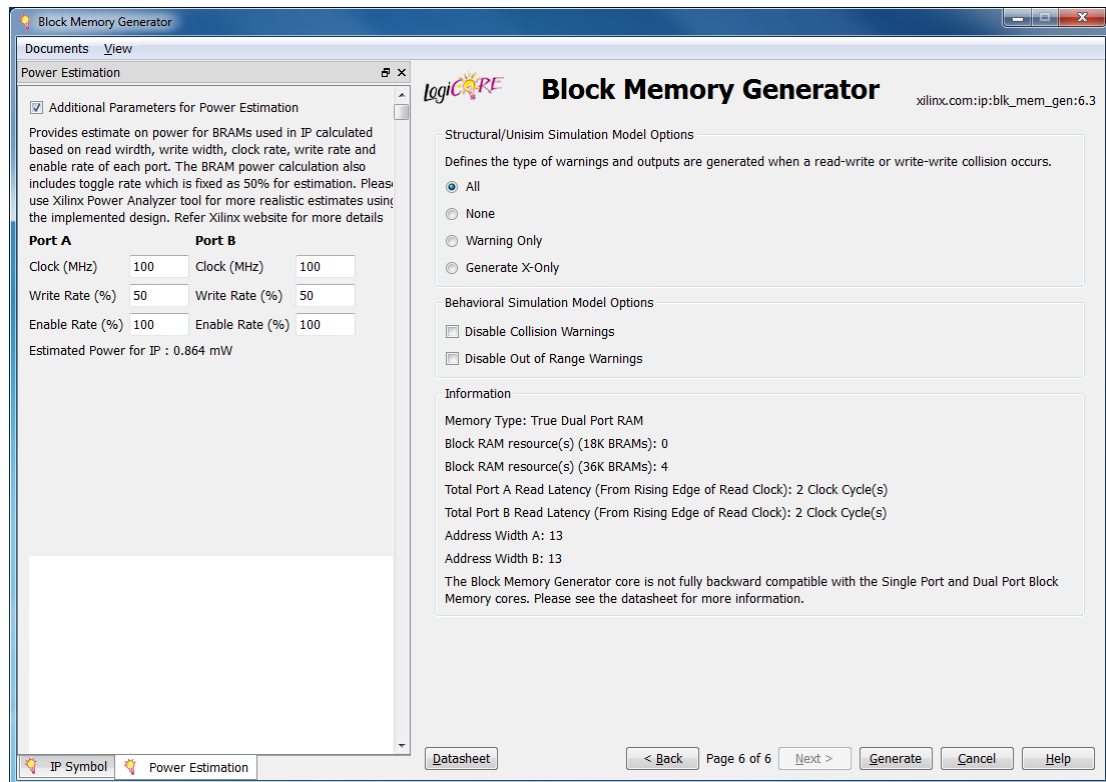 Block Memory Generator
Documents View
Power Estimation
Additional Parameters for Power Estimation
Provides estimate on power for BRAMs used in IP calculated
based on read wirdth, write width, clock rate, write rate and
enable rate of each port. The BRAM power calculation also
includes toggle rate which is fixed as 50% for estimation. Pleas
use Xilinx Power Analyzer tool for more realistic estimates using
the implemented design. Refer Xilinx website for more details
Port A Port B
Clock (MHz) 100 Clock (MHz) 100
Write Rate (%) 50 Write Rate (%) 50
Enable Rate (%) 100 Enable Rate (%) 100
Estimated Power for IP : 0.864 mW
IP Symbol Power Estimation
LogiCORE Block Memory Generator xilinx.com:ip:blk_mem_gen:6.3
Structural/Unisim Simulation Model Options
Defines the type of warnings and outputs are generated when a read-write or write-write collision occurs.
All
None
Warning Only
Generate X-Only
Behavioral Simulation Model Options
Disable Collision Warnings
Disable Out of Range Warnings
Information
Memory Type: True Dual Port RAM
Block RAM resource(s) (18K BRAMs): 0
Block RAM resource(s) (36K BRAMs): 4
Total Port A Read Latency (From Rising Edge of Read Clock): 2 Clock Cycle(s)
Total Port B Read Latency (From Rising Edge of Read Clock): 2 Clock Cycle(s)
Address Width A: 13
Address Width B: 13
The Block Memory Generator core is not fully backward compatible with the Single Port and Dual Port Block
Memory cores. Please see the datasheet for more information.
Datasheet < Back Page 6 of 6 Next > Generate Cancel Help